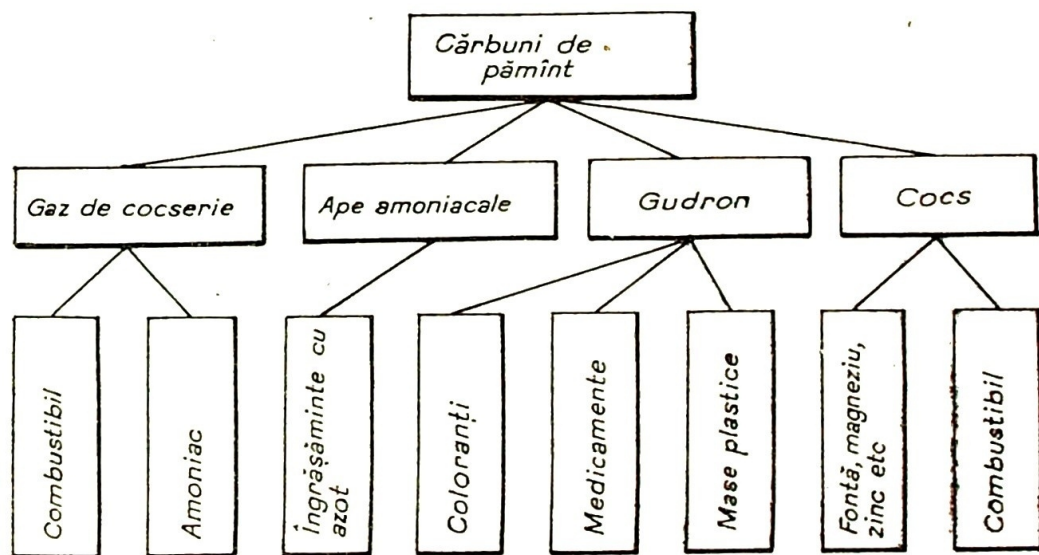 Cărbuni de
pămînt
Gaz de cocserie
Ape amoniacale
Gudron
Cocs
Combustibil
Amoniac
Îngrășăminte cu
azot
Coloranți
Medicamente
Mase plastice
Fontă, magneziu,
zinc etc
Combustibil